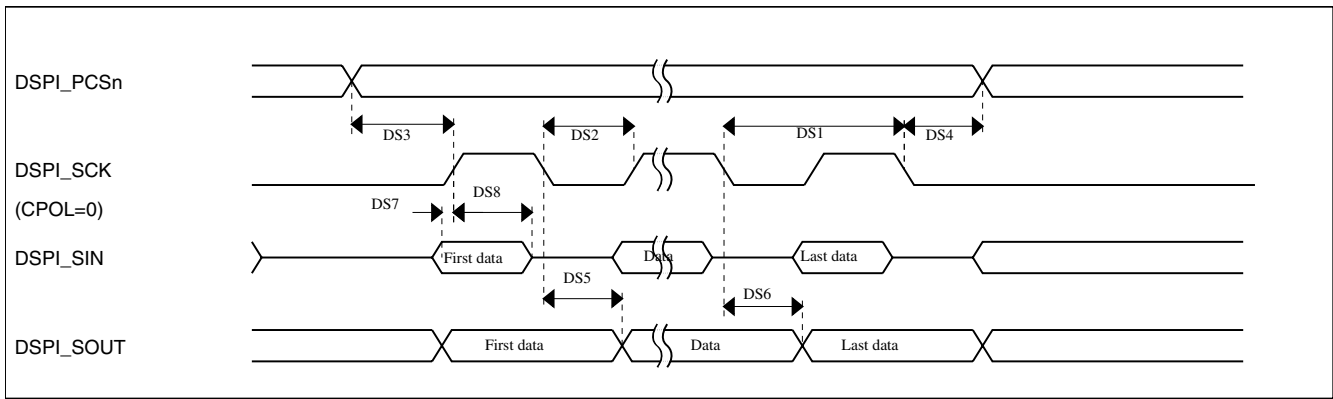 DSPI_PCSn
DS3
DS2
DS1
DS4
DSPI_SCK
(CPOL=0)
DS7
DS8
DSPI_SIN
First data
Data
Last data
DS5
DS6
DSPI_SOUT
First data
Data
Last data